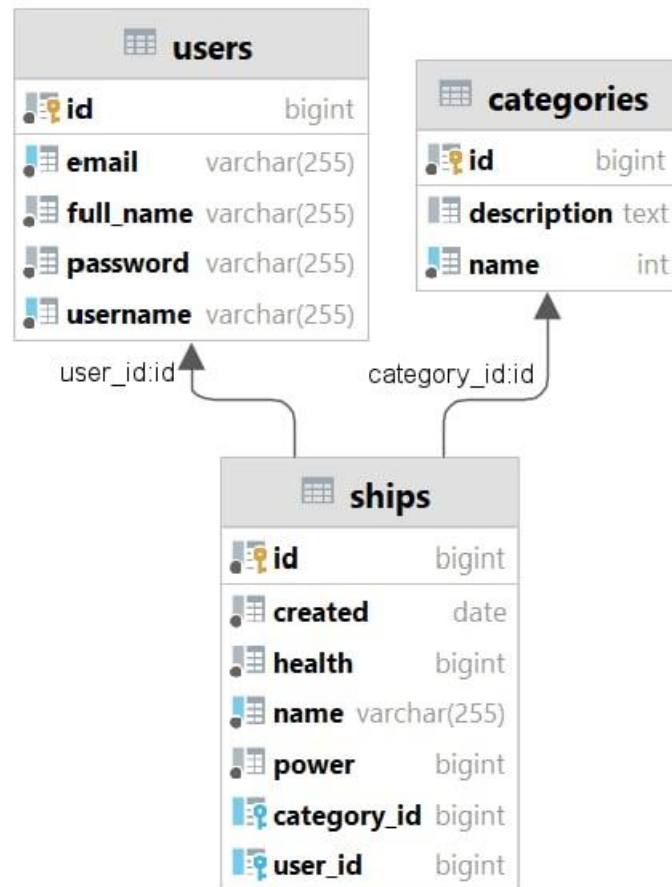 users
id bigint
email varchar(255)
full_name varchar(255)
password varchar(255)
username varchar(255)
categories
id bigint
description text
name int
user_id:id
category_id:id
ships
id bigint
created date
health bigint
name varchar(255)
power bigint
category_id bigint
user_id bigint